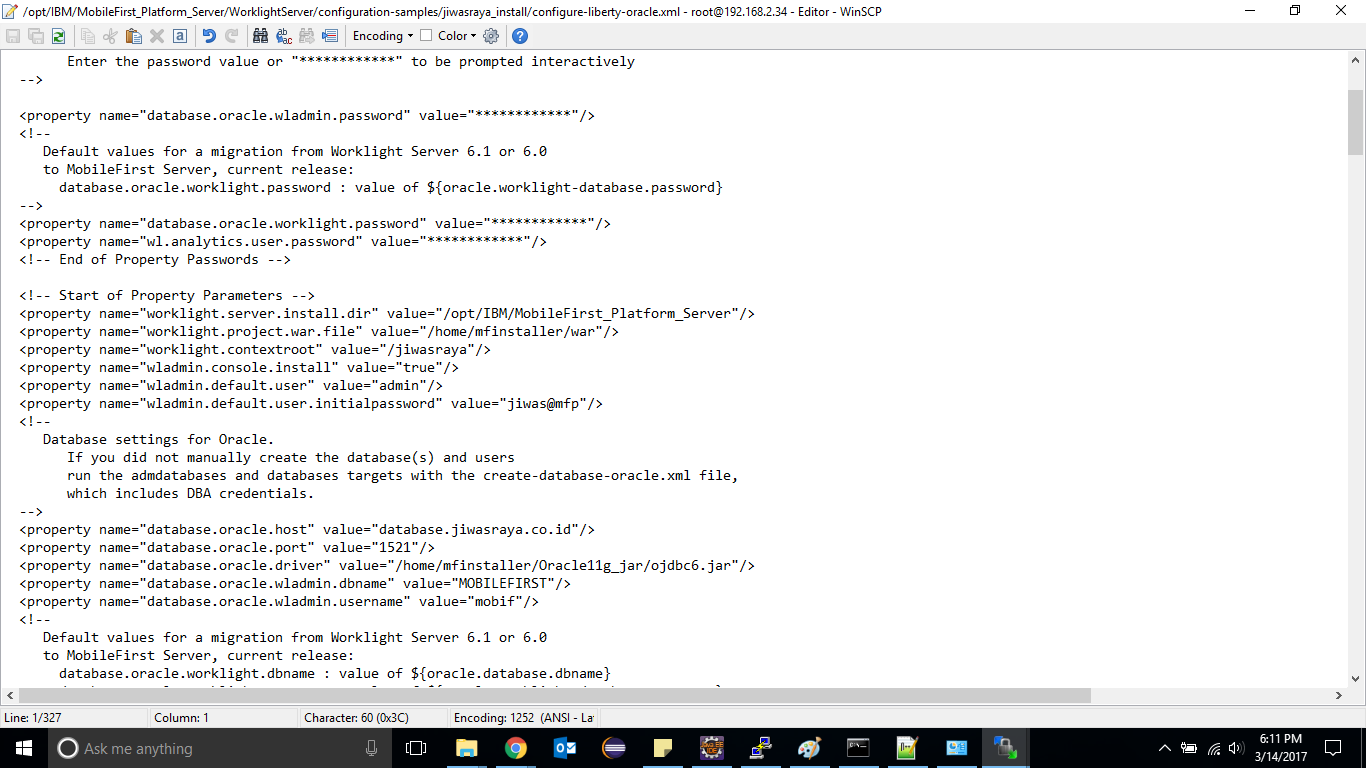 /opt/IBM/MobileFirst_Platform_Server/WorklightServer/configuration-samples/jiwasraya_install/configure-liberty-oracle.xml - root@192.168.2.34 - Editor - WinSCP
Encoding
Color
Enter the password value or "************" to be prompted interactively
-->
<property name="database.oracle.wladmin.password" value="************"/>
<!--
Default values for a migration from Worklight Server 6.1 or 6.0
to MobileFirst Server, current release:
database.oracle.worklight.password : value of ${oracle.worklight-database.password}
-->
<property name="database.oracle.worklight.password" value="************"/>
<property name="wl.analytics.user.password" value="************"/>
<!-- End of Property Passwords -->
<!-- Start of Property Parameters -->
<property name="worklight.server.install.dir" value="/opt/IBM/MobileFirst_Platform_Server"/>
<property name="worklight.project.war.file" value="/home/mfinstaller/war"/>
<property name="worklight.contextroot" value="/jiwasraya"/>
<property name="wladmin.console.install" value="true"/>
<property name="wladmin.default.user" value="admin"/>
<property name="wladmin.default.user.initialpassword" value="jiwas@mfp"/>
<!--
Database settings for Oracle.
If you did not manually create the database(s) and users
run the admdatabases and databases targets with the create-database-oracle.xml file,
which includes DBA credentials.
-->
<property name="database.oracle.host" value="database.jiwasraya.co.id"/>
<property name="database.oracle.port" value="1521"/>
<property name="database.oracle.driver" value="/home/mfinstaller/Oracle11g_jar/ojdbc6.jar"/>
<property name="database.oracle.wladmin.dbname" value="MOBILEFIRST"/>
<property name="database.oracle.wladmin.username" value="mobif"/>
<!--
Default values for a migration from Worklight Server 6.1 or 6.0
to MobileFirst Server, current release:
database.oracle.worklight.dbname : value of ${oracle.database.dbname}
Line: 1/327 Column: 1 Character: 60 (0x3C) Encoding: 1252 (ANSI - La
Ask me anything
6:11 PM
3/14/2017